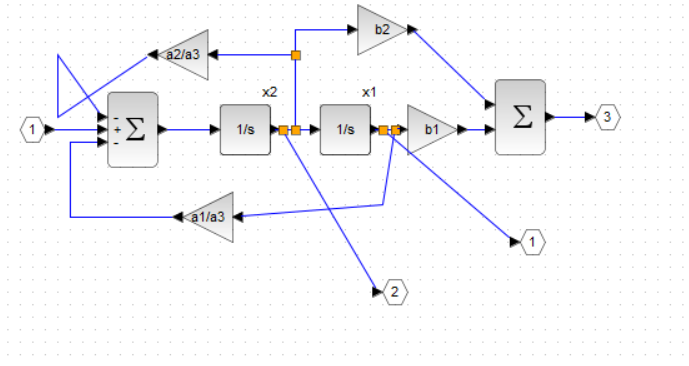 b2
a2/a3
x2
x1
1
-
+
-
Σ
1/s
1/s
b1
Σ
3
a1/a3
1
2